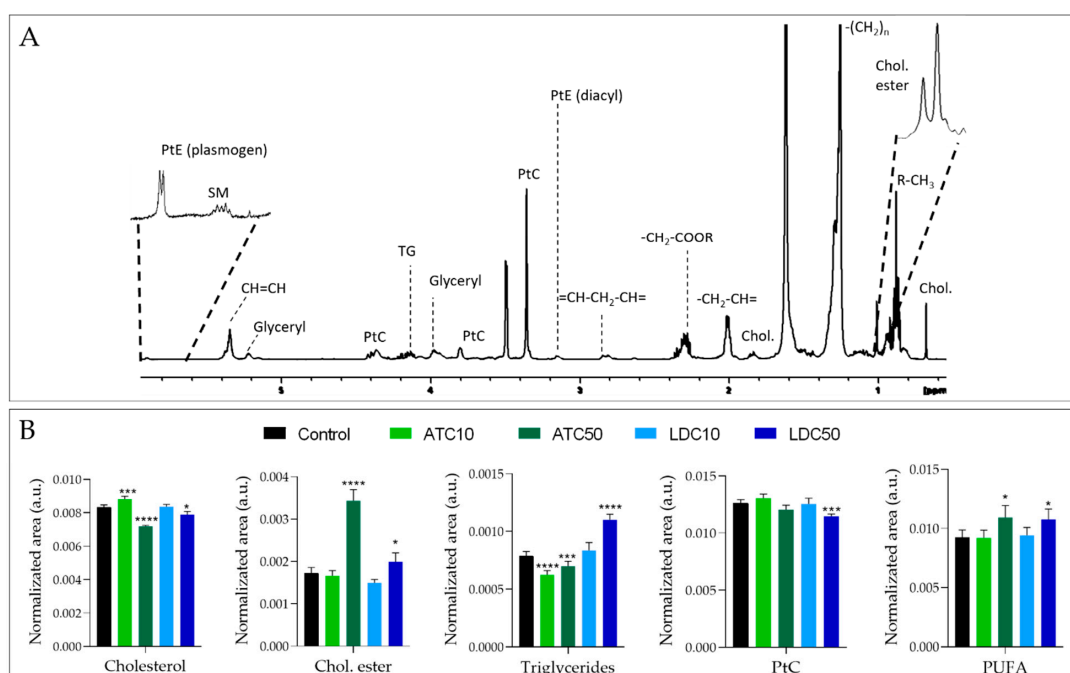 A
-(CH2)n
Chol.
ester
PtE (diacyl)
PtE (plasmogen)
PtC
R-CH3
SM
-CH2-COOR
TG
Glyceryl
CH=CH
=CH-CH2-CH=
-CH2-CH=
Chol.
Glyceryl
PtC
PtC
Chol.
5
4
3
2
1
[ppm
B
Control
ATC10
ATC50
LDC10
LDC50
Normalizated area (a.u.)
0.010
0.008
0.006
0.004
0.002
0.000
***
****
*
Cholesterol
Normalizated area (a.u.)
0.004
0.003
0.002
0.001
0.000
****
*
Chol. ester
Normalizated area (a.u.)
0.0015
0.0010
0.0005
0.0000
****
***
****
Triglycerides
Normalizated area (a.u.)
0.015
0.010
0.005
0.000
***
PtC
Normalizated area (a.u.)
0.015
0.010
0.005
0.000
*
*
PUFA